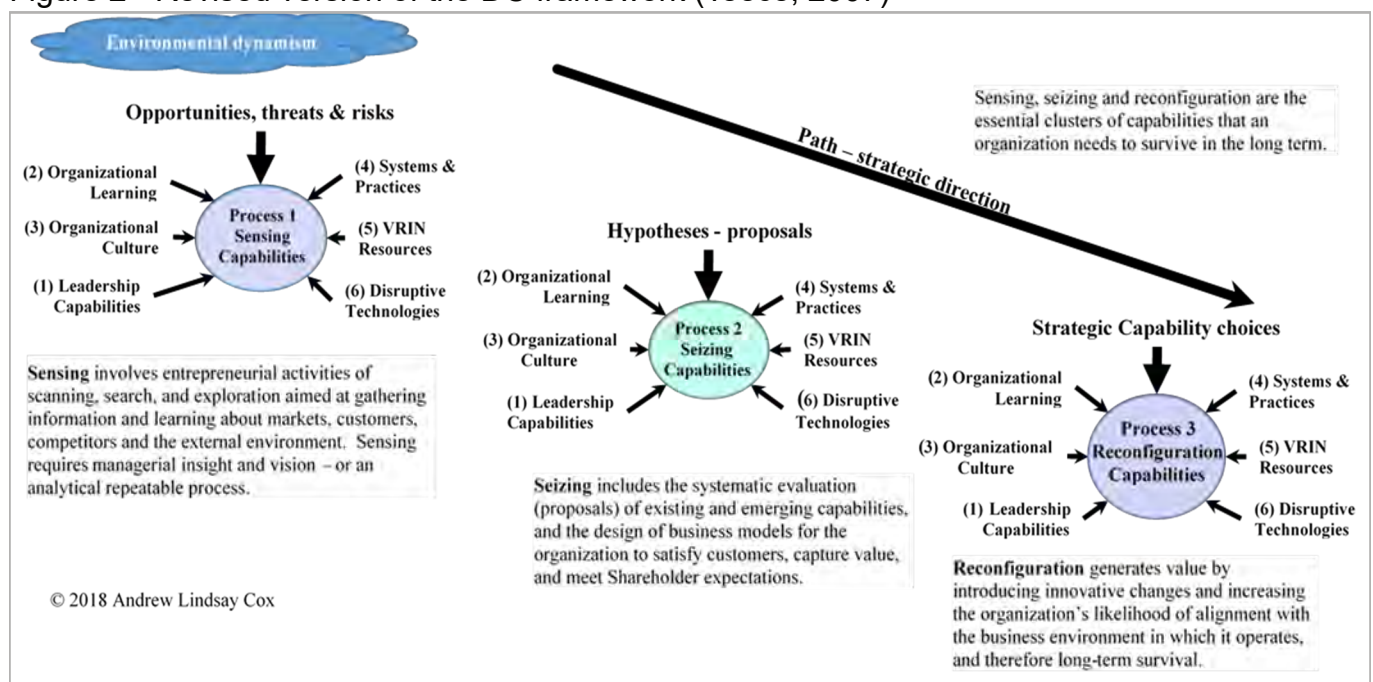 Figure 2 - Revised version of the DC framework (Teece, 2007)
Environmental dynamism
Opportunities, threats & risks
(2) Organizational
Learning
(3) Organizational
Culture
(1) Leadership
Capabilities
Process 1
Sensing
Capabilities
(4) Systems &
Practices
(5) VRIN
Resources
(6) Disruptive
Technologies
Sensing involves entrepreneurial activities of
scanning, search, and exploration aimed at gathering
information and learning about markets, customers,
competitors and the external environment. Sensing
requires managerial insight and vision – or an
analytical repeatable process.
© 2018 Andrew Lindsay Cox
Path – strategic direction
Sensing, seizing and reconfiguration are the
essential clusters of capabilities that an
organization needs to survive in the long term.
Hypotheses - proposals
(2) Organizational
Learning
(3) Organizational
Culture
(1) Leadership
Capabilities
Process 2
Seizing
Capabilities
(4) Systems &
Practices
(5) VRIN
Resources
(6) Disruptive
Technologies
Seizing includes the systematic evaluation
(proposals) of existing and emerging capabilities,
and the design of business models for the
organization to satisfy customers, capture value,
and meet Shareholder expectations.
Strategic Capability choices
(2) Organizational
Learning
(3) Organizational
Culture
(1) Leadership
Capabilities
Process 3
Reconfiguration
Capabilities
(4) Systems &
Practices
(5) VRIN
Resources
(6) Disruptive
Technologies
Reconfiguration generates value by
introducing innovative changes and increasing
the organization's likelihood of alignment with
the business environment in which it operates,
and therefore long-term survival.